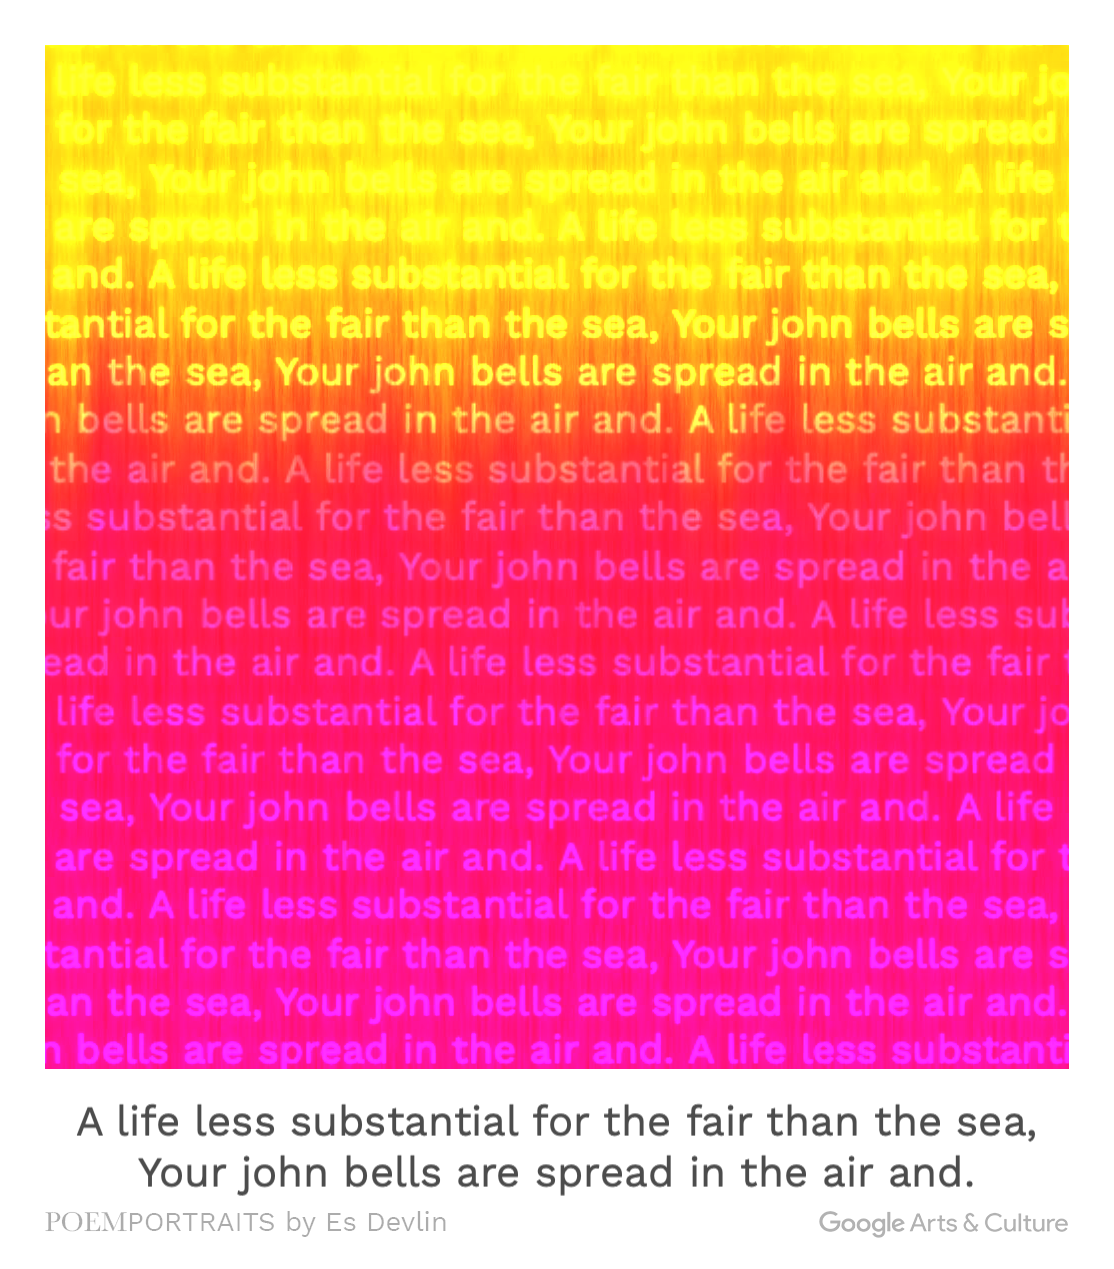 life less substantial for the fair than the sea, Your jo
for the fair than the sea, Your john bells are spread
sea, Your john bells are spread in the air and. A life
are spread in the air and. A life less substantial for t
and. A life less substantial for the fair than the sea,
tantial for the fair than the sea, Your john bells are s
an the sea, Your john bells are spread in the air and.
n bells are spread in the air and. A life less substanti
the air and. A life less substantial for the fair than th
ss substantial for the fair than the sea, Your john bell
fair than the sea, Your john bells are spread in the a
ur john bells are spread in the air and. A life less sub
ead in the air and. A life less substantial for the fair t
life less substantial for the fair than the sea, Your jo
for the fair than the sea, Your john bells are spread
sea, Your john bells are spread in the air and. A life
are spread in the air and. A life less substantial for t
and. A life less substantial for the fair than the sea,
tantial for the fair than the sea, Your john bells are s
an the sea, Your john bells are spread in the air and.
n bells are spread in the air and. A life less substanti
A life less substantial for the fair than the sea,
Your john bells are spread in the air and.
POEMPORTRAITS by Es Devlin
Google Arts & Culture